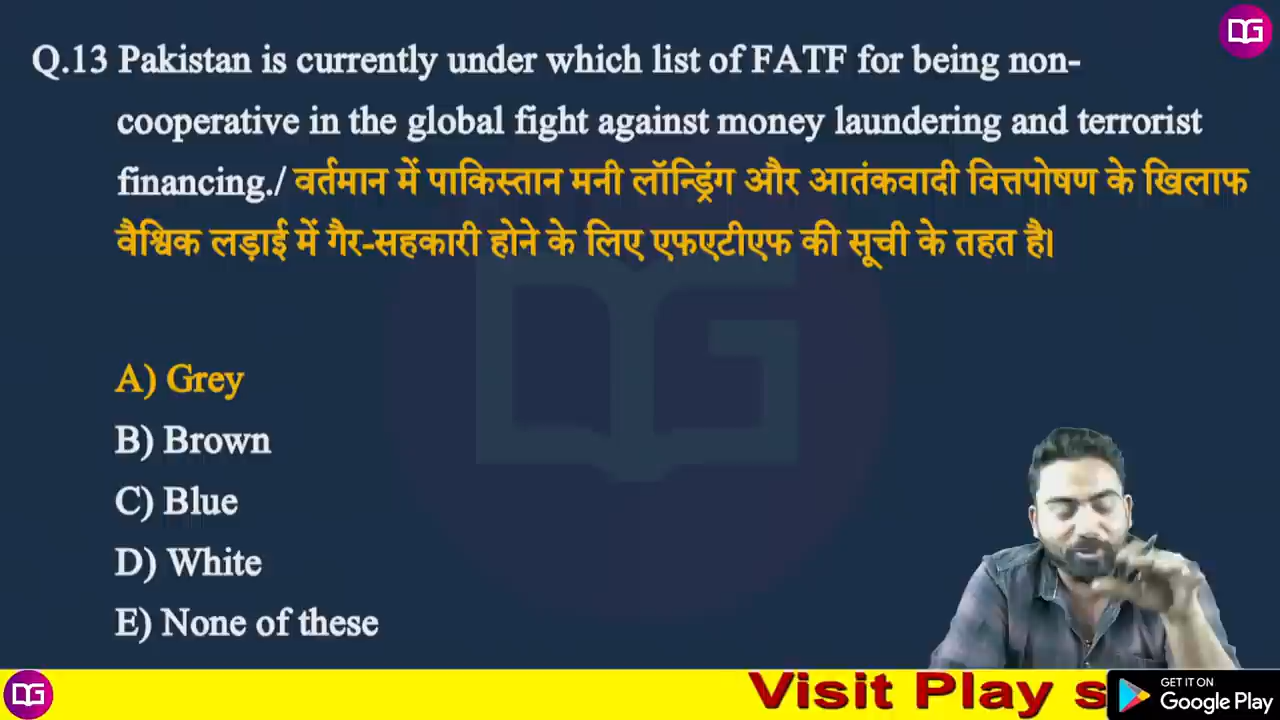 DG
Q.13 Pakistan is currently under which list of FATF for being non-
cooperative in the global fight against money laundering and terrorist
financing./ वर्तमान में पाकिस्तान मनी लॉन्ड्रिंग और आतंकवादी वित्तपोषण के खिलाफ
वैश्विक लड़ाई में गैर-सहकारी होने के लिए एफएटीएफ की सूची के तहत है।
A) Grey
B) Brown
C) Blue
D) White
E) None of these
DG
Visit Play s
GET IT ON
Google Play